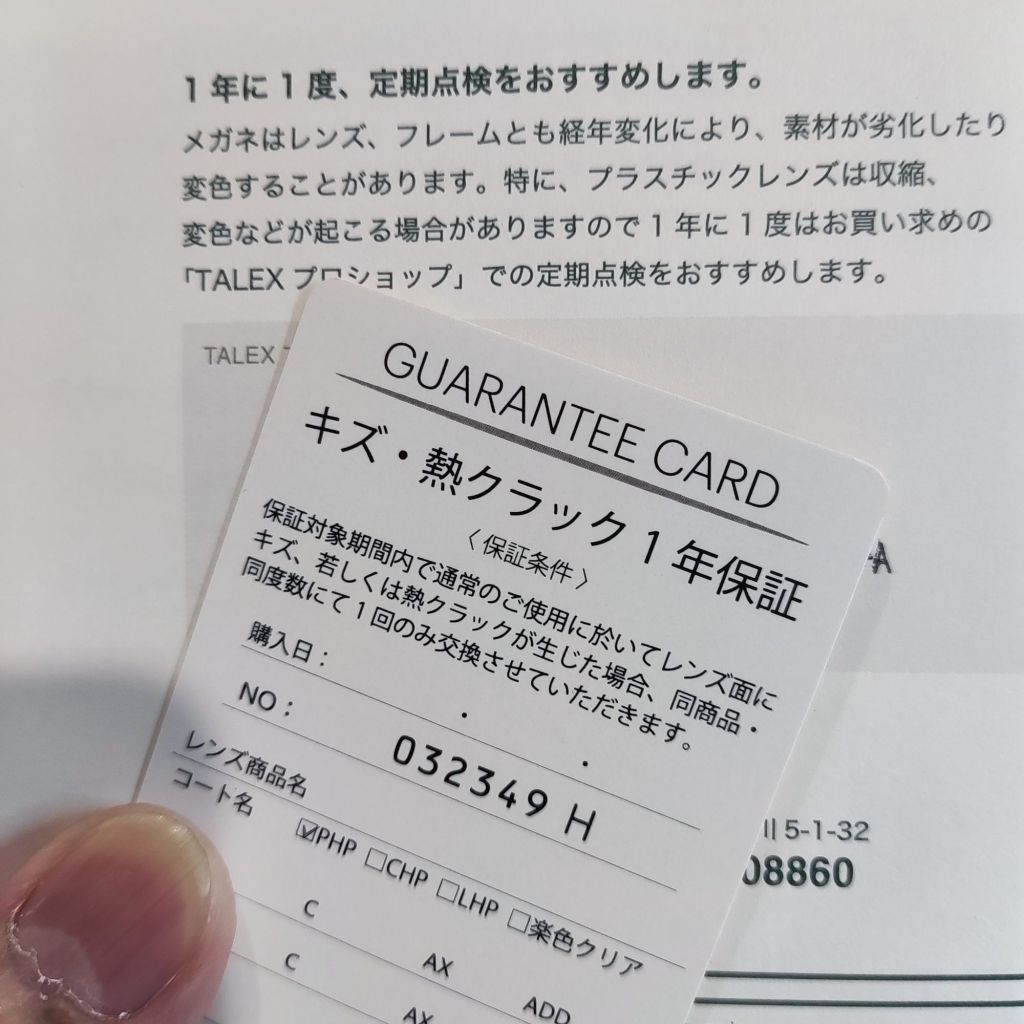 1年に1度、定期点検をおすすめします。
メガネはレンズ、フレームとも経年変化により、素材が劣化したり
変色することがあります。特に、プラスチックレンズは収縮、
変色などが起こる場合がありますので1年に1度はお買い求めの
「TALEX プロショップ」での定期点検をおすすめします。
TALEX
GUARANTEE CARD
キズ・熱クラック1年保証
〈保証条件〉
保証対象期間内で通常のご使用に於いてレンズ面に
キズ、若しくは熱クラックが生じた場合、同商品・
同度数にて1回のみ交換させていただきます。
購入日： ・ ・
NO： 032349 H
レンズ商品名
コート名 ☑PHP □CHP □LHP □楽色クリア
C AX ADD
C AX
5-1-32
08860